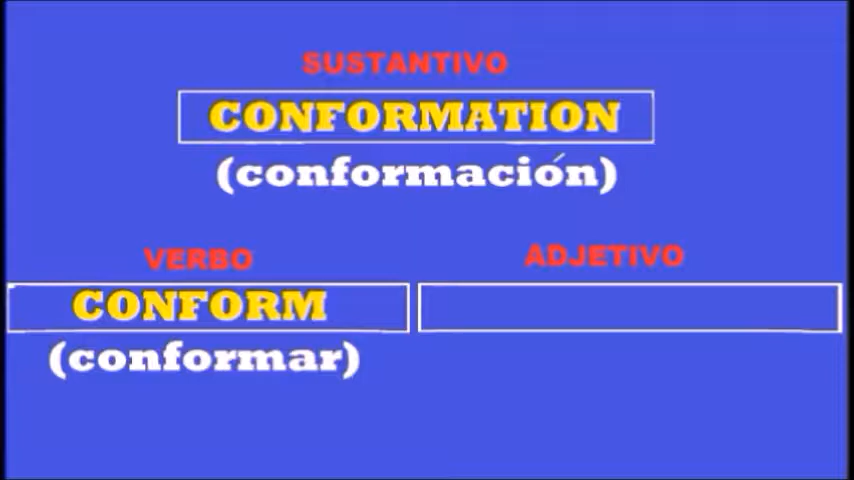 SUSTANTIVO
CONFORMATION
(conformación)
VERBO
ADJETIVO
CONFORM
(conformar)